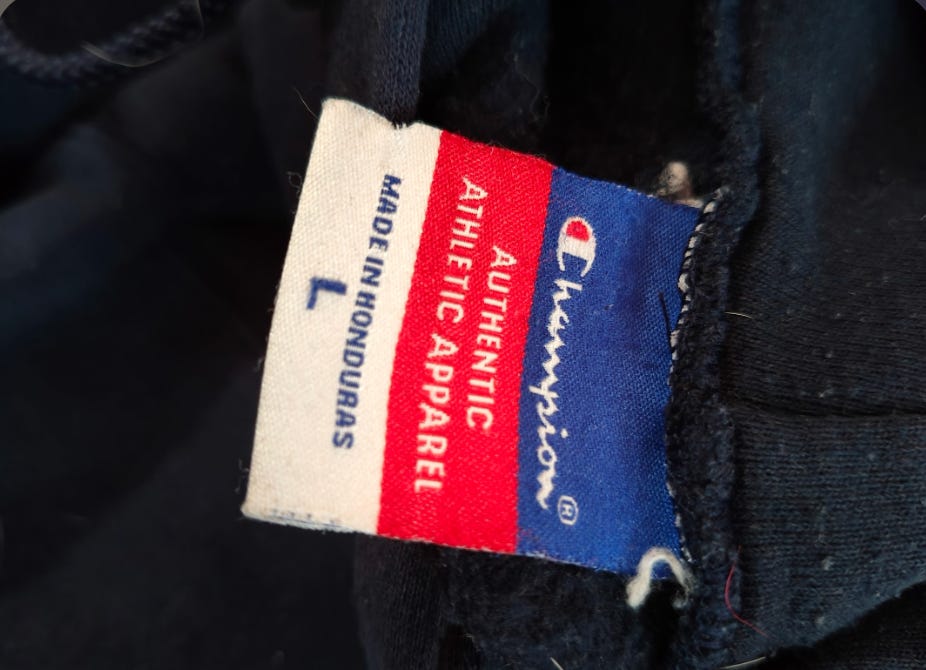 Champion®
AUTHENTIC
ATHLETIC APPAREL
MADE IN HONDURAS
L